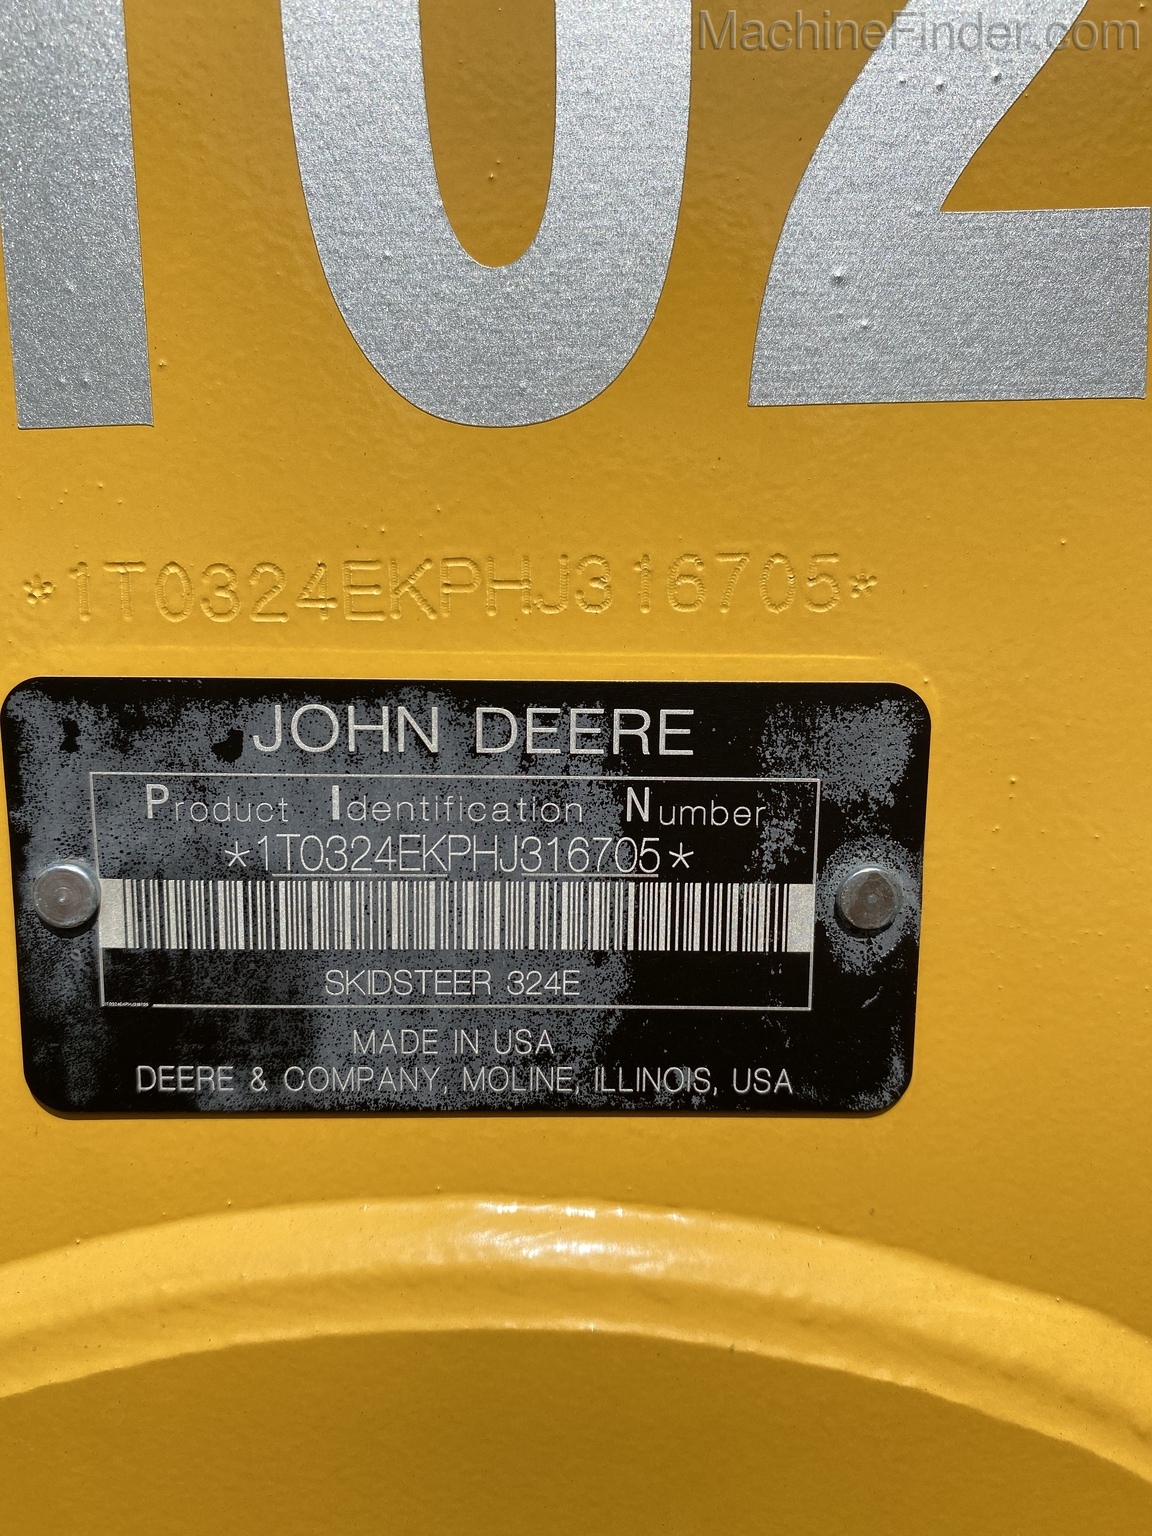 MachineFinder.com
102
*1T0324EKPHJ316705*
JOHN DEERE
Product Identification Number
*1T0324EKPHJ316705*
SKIDSTEER 324E
1T0324EKPHJ316705
MADE IN USA
DEERE & COMPANY, MOLINE, ILLINOIS, USA